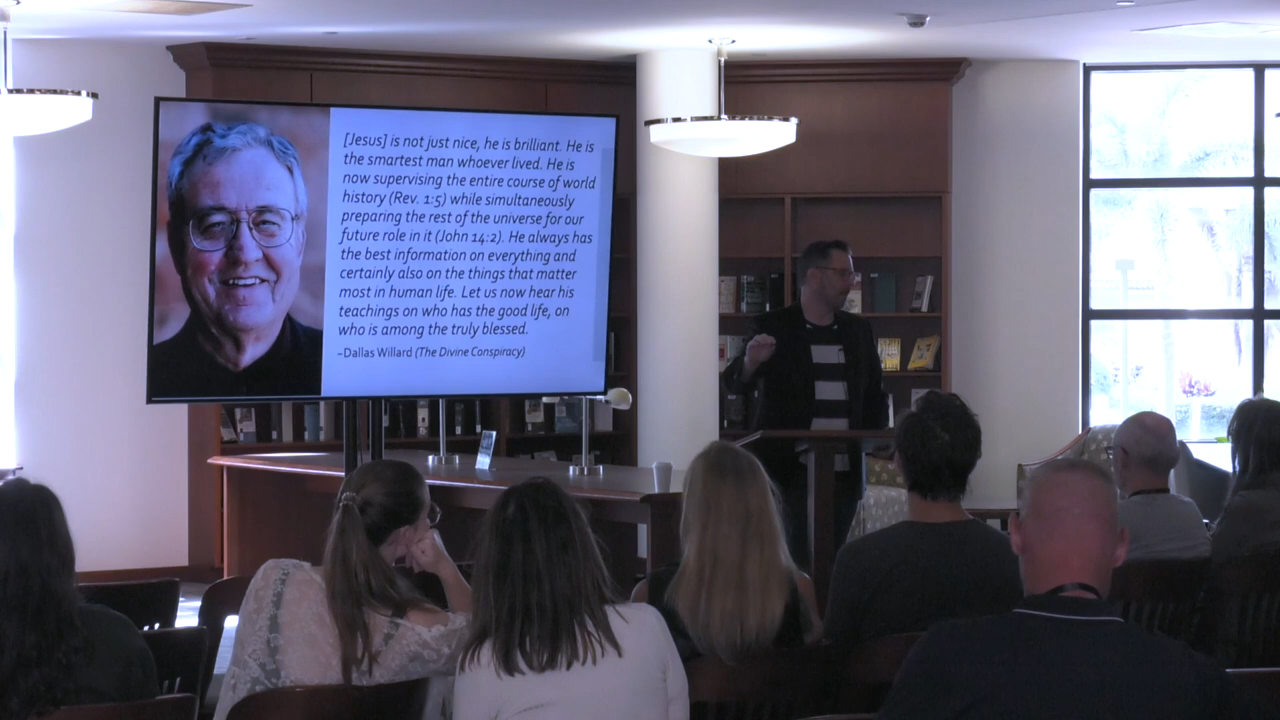 [Jesus] is not just nice, he is brilliant. He is
the smartest man whoever lived. He is
now supervising the entire course of world
history (Rev. 1:5) while simultaneously
preparing the rest of the universe for our
future role in it (John 14:2). He always has
the best information on everything and
certainly also on the things that matter
most in human life. Let us now hear his
teachings on who has the good life, on
who is among the truly blessed.
–Dallas Willard (The Divine Conspiracy)